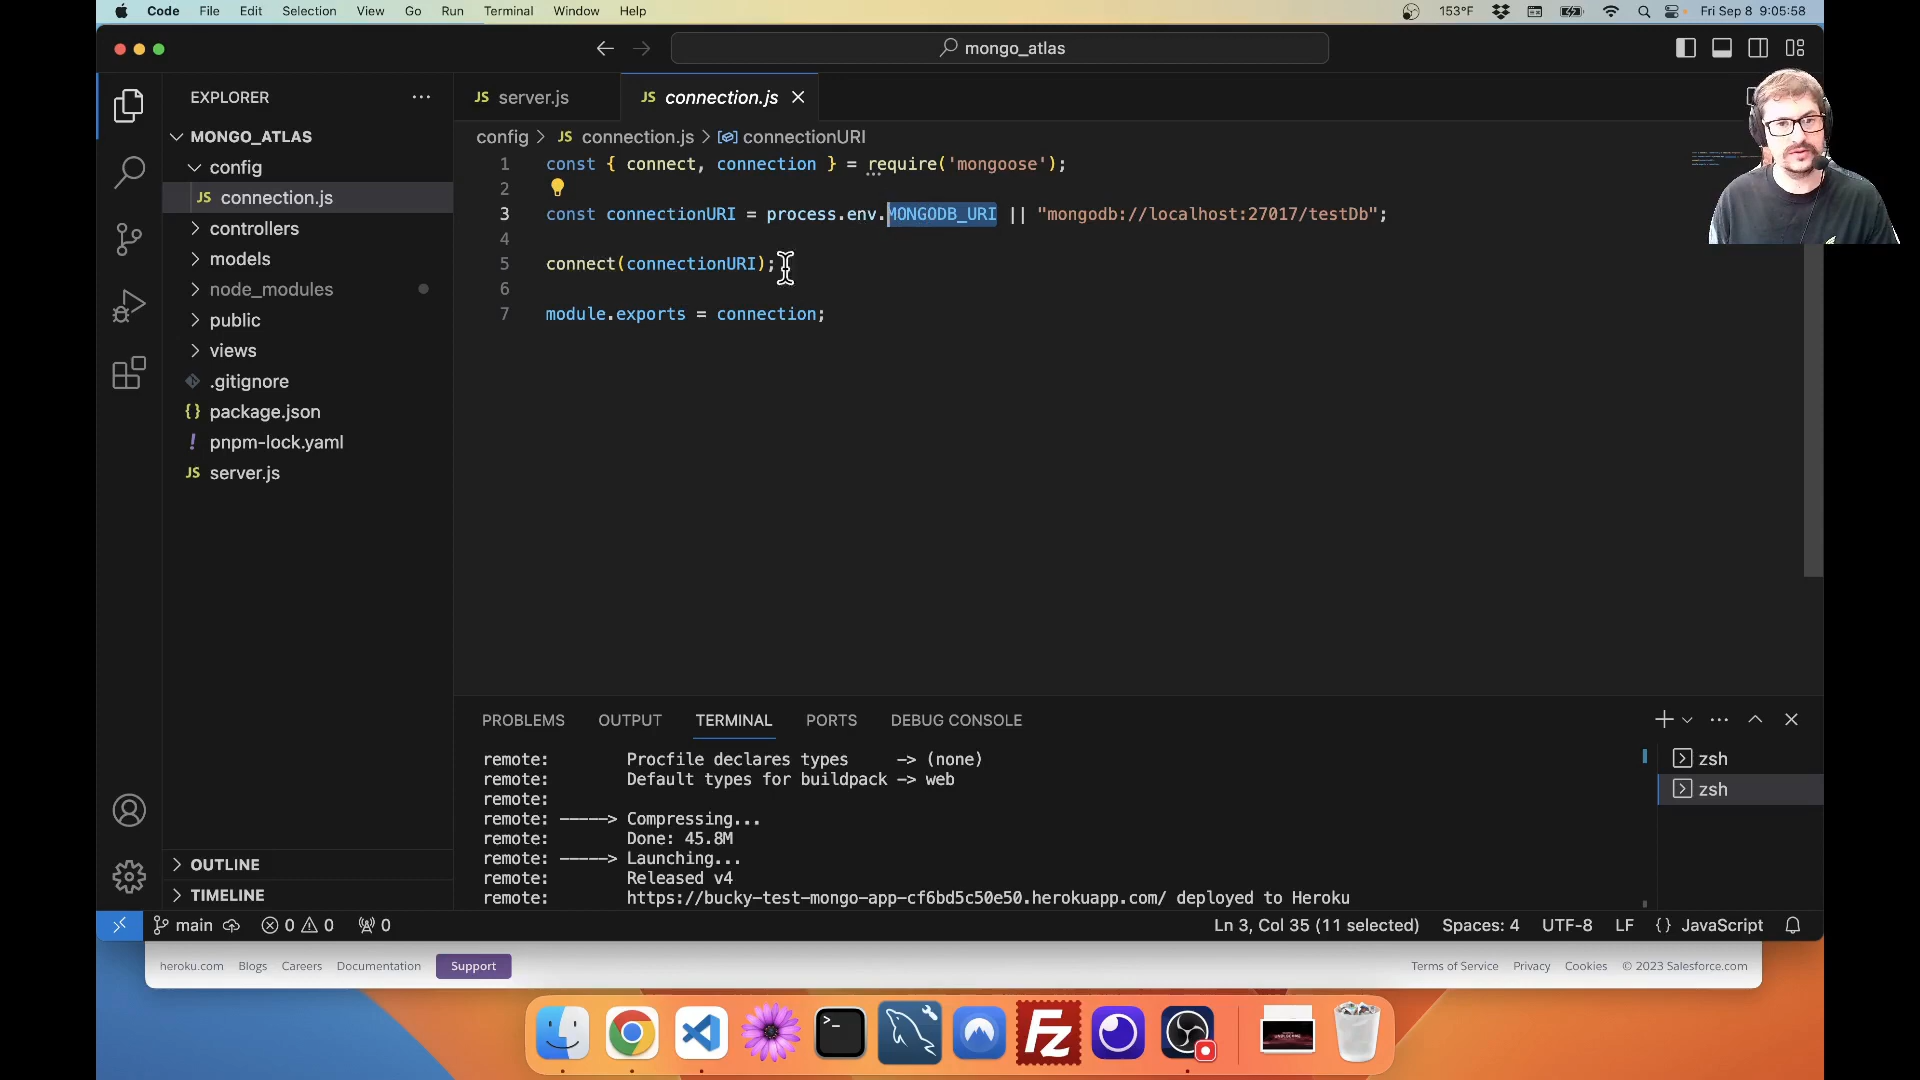 Code File Edit Selection View Go Run Terminal Window Help
153°F Fri Sep 8 9:05:58
mongo_atlas
EXPLORER
MONGO_ATLAS
config
JS connection.js
controllers
models
node_modules
public
views
.gitignore
{} package.json
! pnpm-lock.yaml
JS server.js
OUTLINE
TIMELINE
JS server.js
JS connection.js
config > JS connection.js > connectionURI
1 const { connect, connection } = require('mongoose');
2
3 const connectionURI = process.env.MONGODB_URI || "mongodb://localhost:27017/testDb";
4
5 connect(connectionURI);
6
7 module.exports = connection;
PROBLEMS OUTPUT TERMINAL PORTS DEBUG CONSOLE
remote: Procfile declares types -> (none)
remote: Default types for buildpack -> web
remote:
remote: -----> Compressing...
remote: Done: 45.8M
remote: -----> Launching...
remote: Released v4
remote: https://bucky-test-mongo-app-cf6bd5c50e50.herokuapp.com/ deployed to Heroku
zsh
zsh
main 0 0 0
Ln 3, Col 35 (11 selected) Spaces: 4 UTF-8 LF {} JavaScript
heroku.com Blogs Careers Documentation Support
Terms of Service Privacy Cookies © 2023 Salesforce.com
Fz